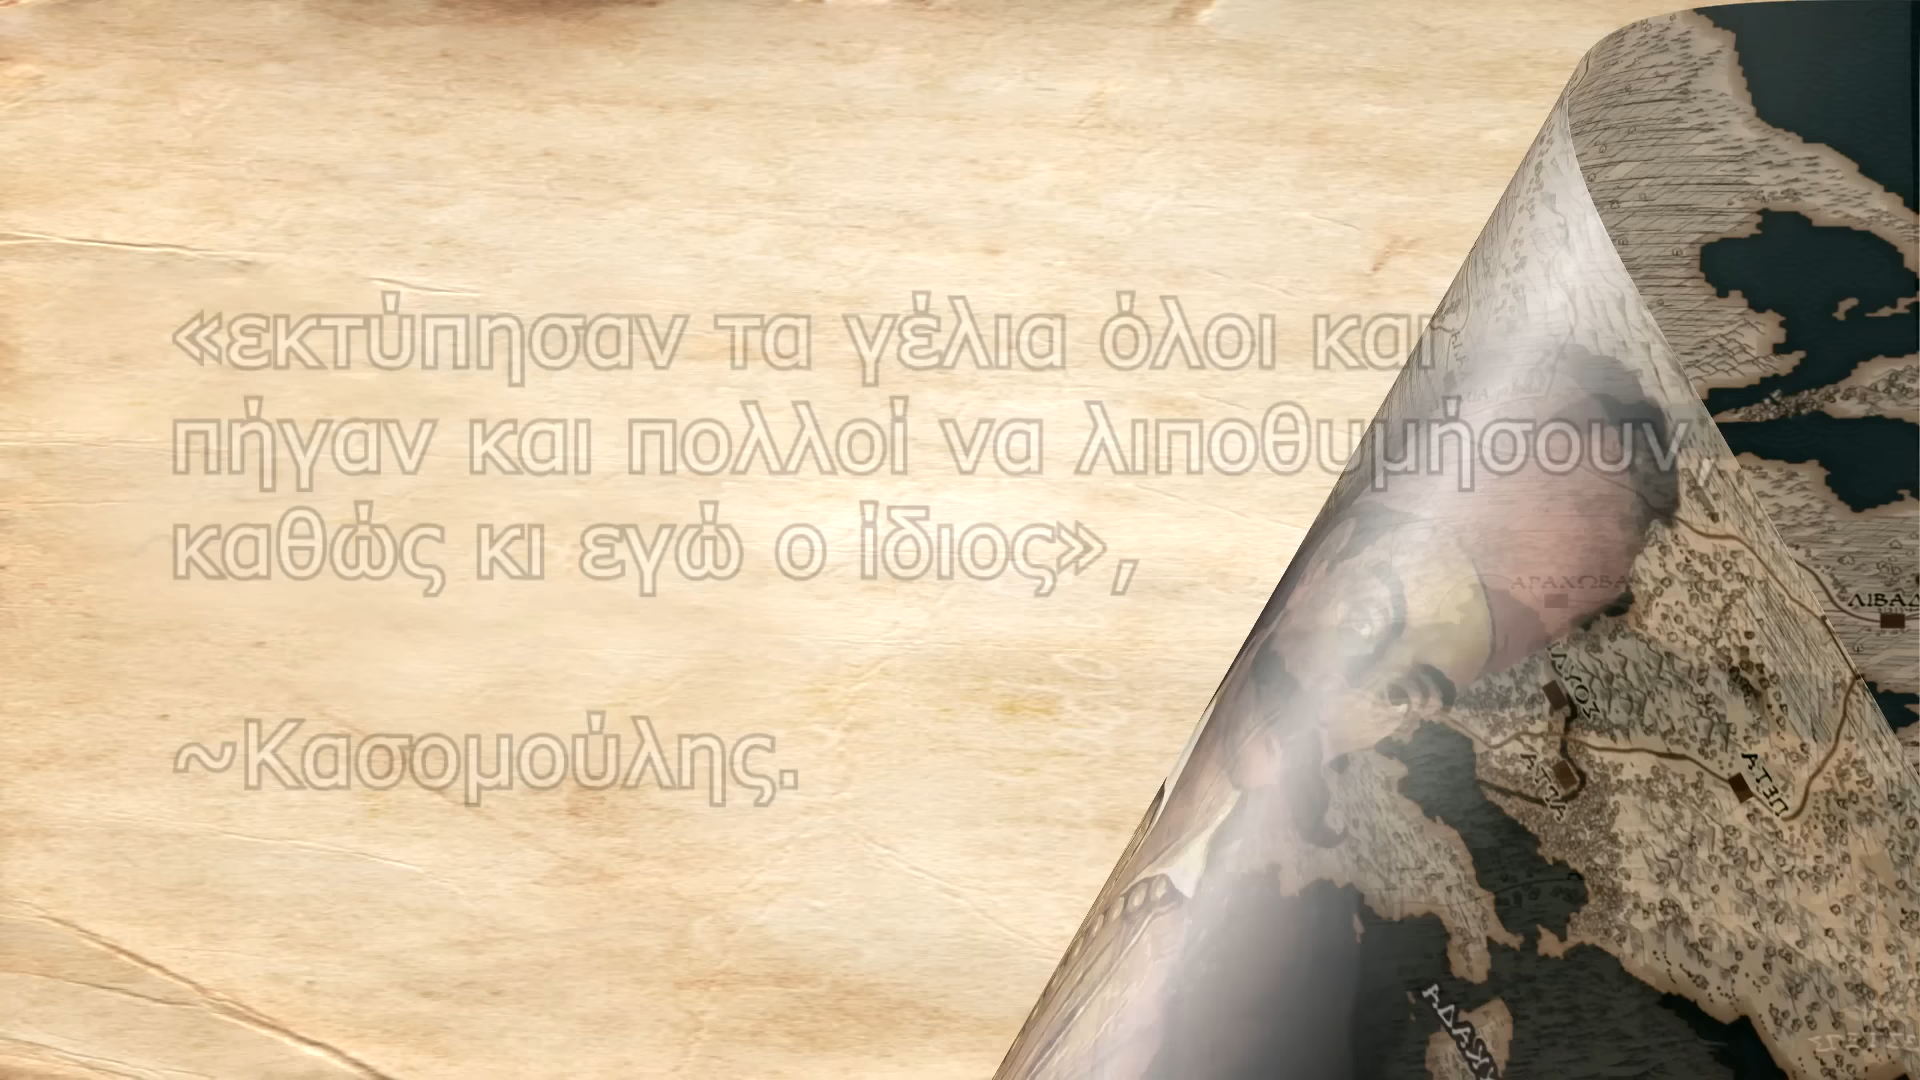 «εκτύπησαν τα γέλια όλοι και
πήγαν και πολλοί να λιποθυμήσουν,
καθώς κι εγώ ο ίδιος»,
~Κασομούλης.
ΑΡΑΧΩΒΑ